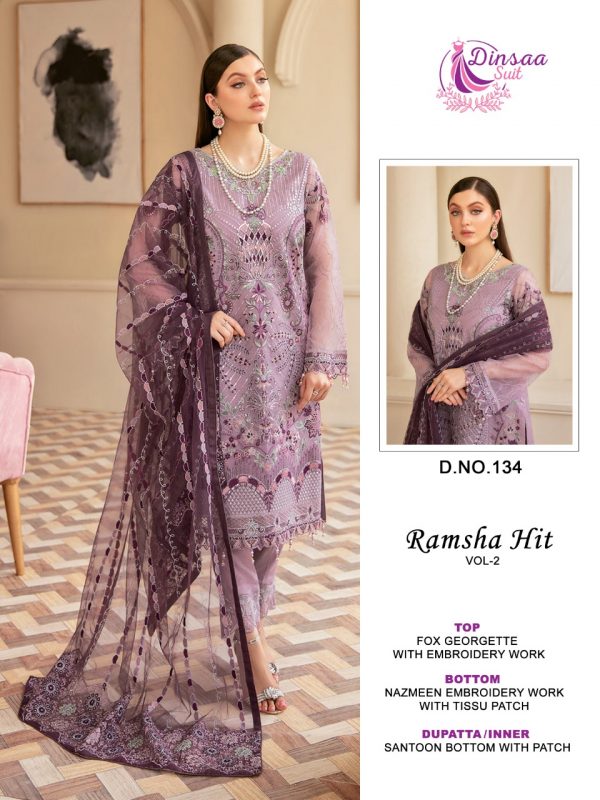 Dinsaa
Suit
D.NO.134
Ramsha Hit
VOL-2
TOP
FOX GEORGETTE
WITH EMBROIDERY WORK
BOTTOM
NAZMEEN EMBROIDERY WORK
WITH TISSU PATCH
DUPATTA/INNER
SANTOON BOTTOM WITH PATCH